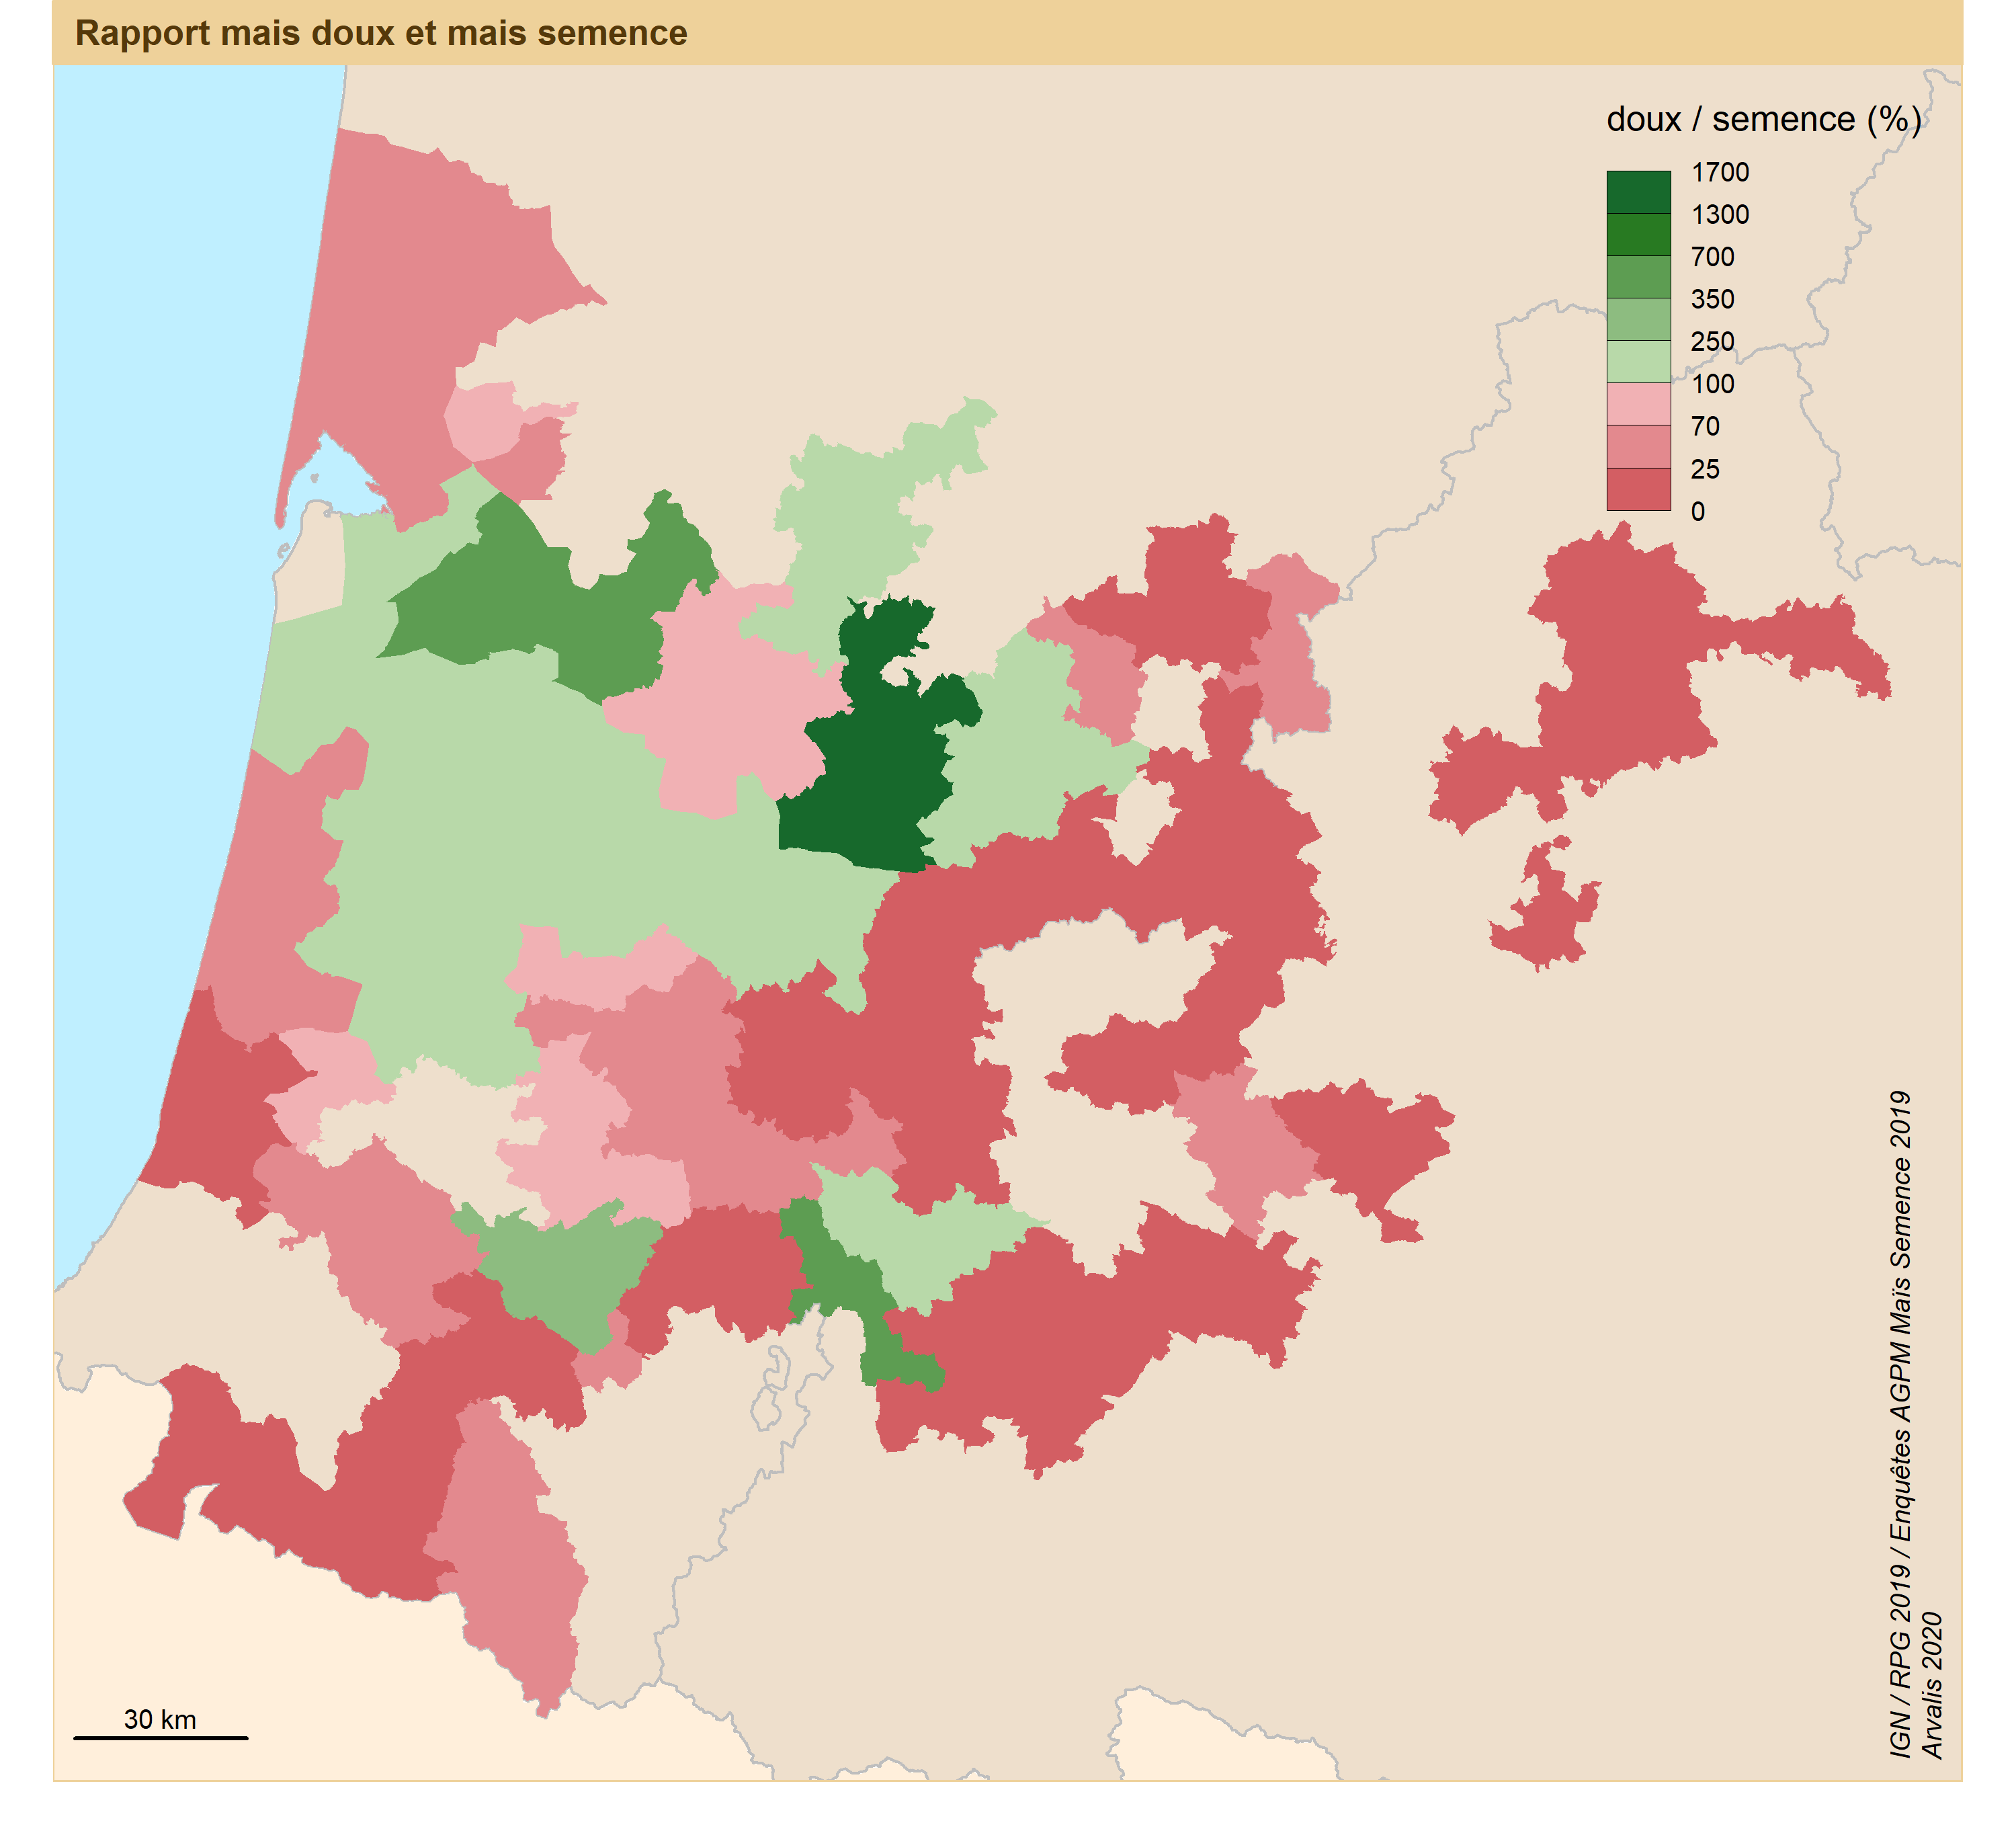 Rapport mais doux et mais semence
doux / semence (%)
1700
1300
700
350
250
100
70
25
0
30 km
IGN / RPG 2019 / Enquêtes AGPM Maïs Semence 2019
Arvalis 2020